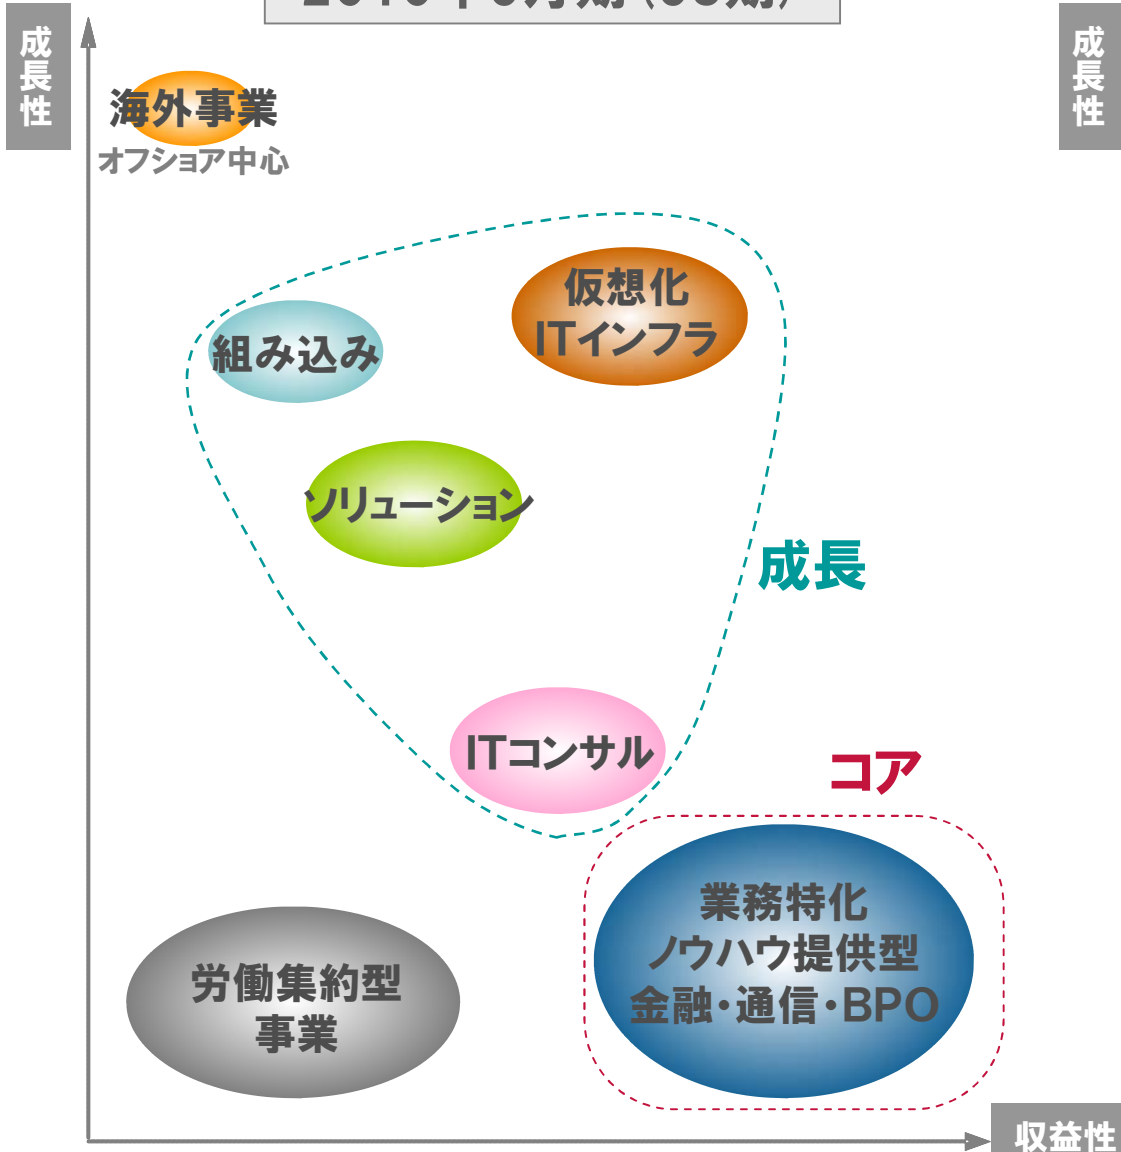 成長性
成長性
海外事業
オフショア中心
仮想化
ITインフラ
組み込み
ソリューション
成長
ITコンサル
コア
業務特化
ノウハウ提供型
金融・通信・BPO
労働集約型
事業
収益性